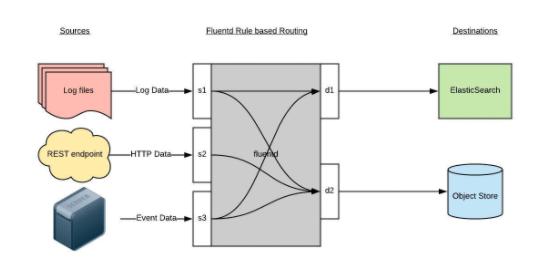 Sources
Fluentd Rule based Routing
Destinations
Log files
Log Data
s1
d1
ElasticSearch
REST endpoint
HTTP Data
s2
fluentd
d2
Object Store
SERVER
Event Data
s3